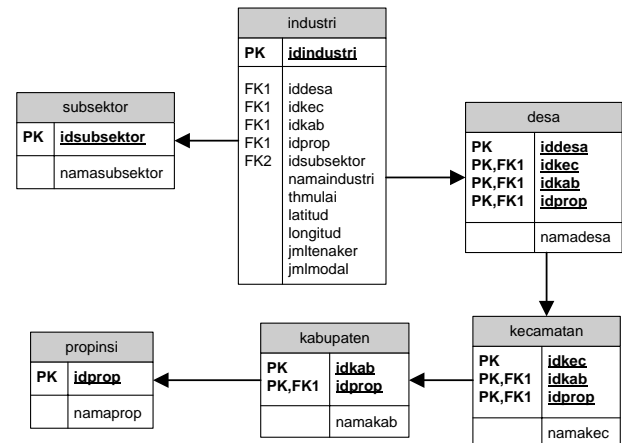 industri
PK idindustri
FK1 iddesa
FK1 idkec
FK1 idkab
FK1 idprop
FK2 idsubsektor
namaindustri
thmulai
latitud
longitud
jmltenaker
jmlmodal
subsektor
PK idsubsektor
namasubsektor
desa
PK iddesa
PK,FK1 idkec
PK,FK1 idkab
PK,FK1 idprop
namadesa
propinsi
PK idprop
namaprop
kabupaten
PK idkab
PK,FK1 idprop
namakab
kecamatan
PK idkec
PK,FK1 idkab
PK,FK1 idprop
namakec